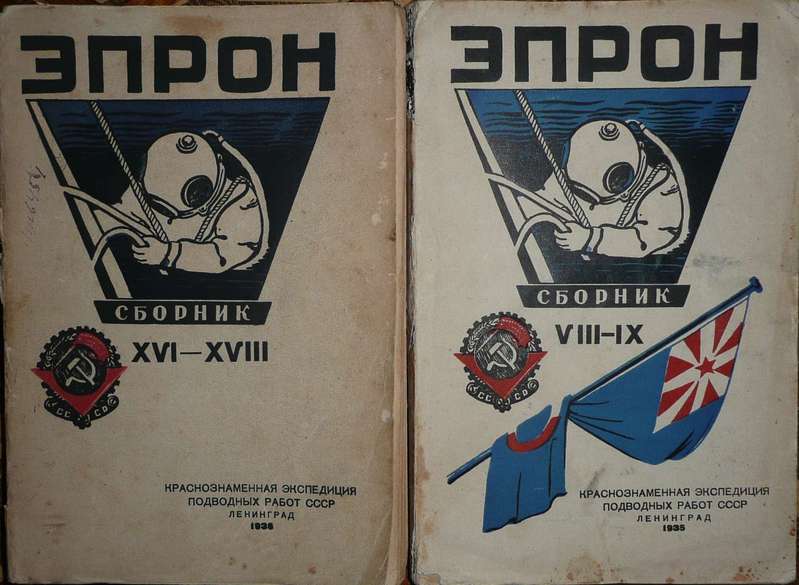 ЭПРОН
СБОРНИК
XVI—XVIII
КРАСНОЗНАМЕННАЯ ЭКСПЕДИЦИЯ
ПОДВОДНЫХ РАБОТ СССР
ЛЕНИНГРАД
1936
ЭПРОН
СБОРНИК
VIII-IX
КРАСНОЗНАМЕННАЯ ЭКСПЕДИЦИЯ
ПОДВОДНЫХ РАБОТ СССР
ЛЕНИНГРАД
1935